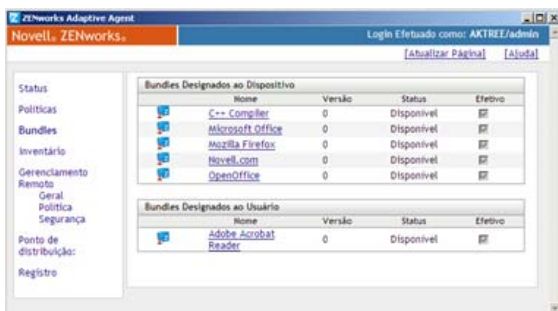 ZENworks Adaptive Agent
Novell® ZENworks®
Login Efetuado como: AKTREE/admin
[Atualizar Página] [Ajuda]
Status
Políticas
Bundles
Inventário
Gerenciamento
Remoto
Geral
Política
Segurança
Ponto de
distribuição:
Registro
Bundles Designados ao Dispositivo
Nome Versão Status Efetivo
C++ Compiler 0 Disponível
Microsoft Office 0 Disponível
Mozilla Firefox 0 Disponível
Novell.com 0 Disponível
OpenOffice 0 Disponível
Bundles Designados ao Usuário
Nome Versão Status Efetivo
Adobe Acrobat
Reader 0 Disponível